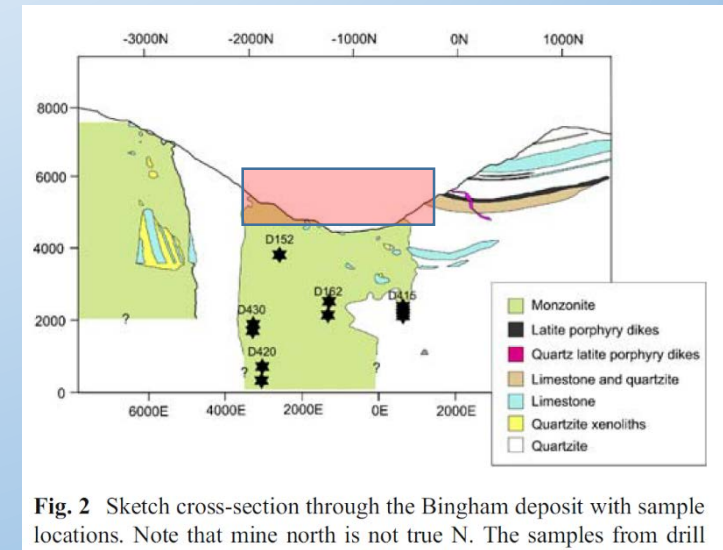 -3000N -2000N -1000N 0N 1000N
8000
6000
4000
2000
0
D152
D162
D415
D430
D420
?
?
?
6000E 4000E 2000E 0E 2000E
Monzonite
Latite porphyry dikes
Quartz latite porphyry dikes
Limestone and quartzite
Limestone
Quartzite xenoliths
Quartzite
Fig. 2 Sketch cross-section through the Bingham deposit with sample
locations. Note that mine north is not true N. The samples from drill